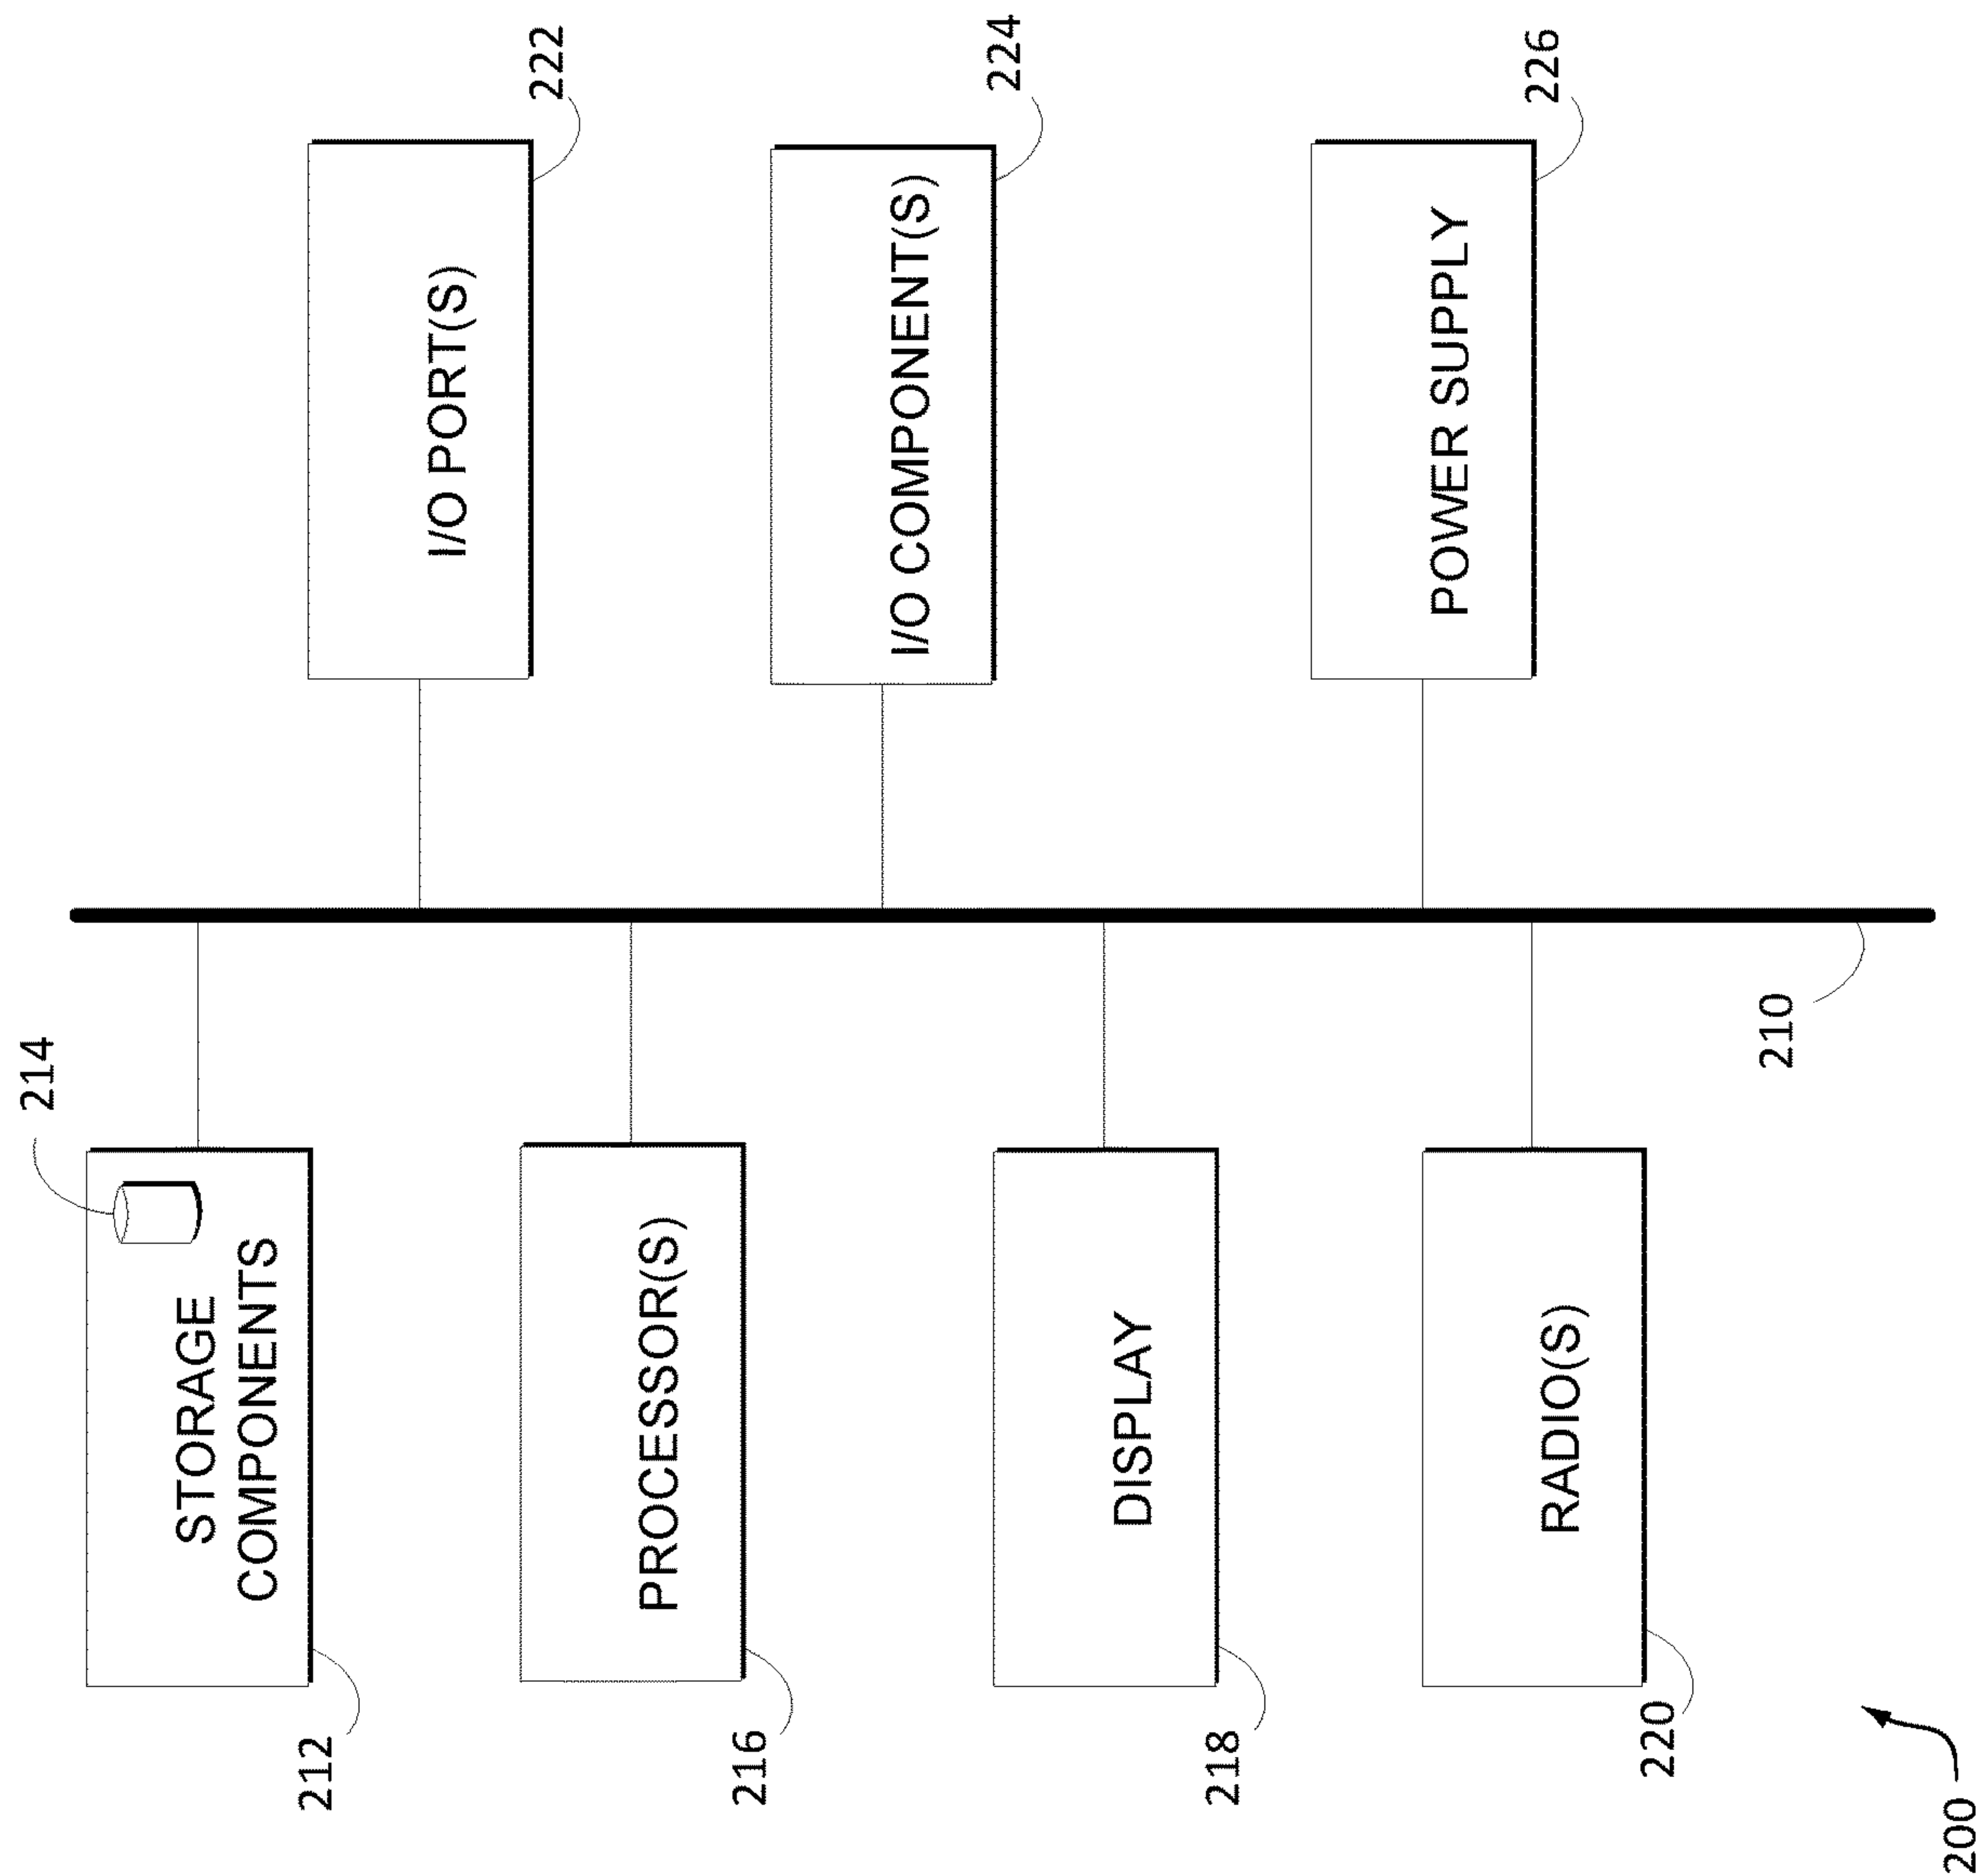 214
STORAGE
COMPONENTS
212
PROCESSOR(S)
216
DISPLAY
218
RADIO(S)
220
I/O PORT(S)
222
I/O COMPONENT(S)
224
POWER SUPPLY
226
210
200